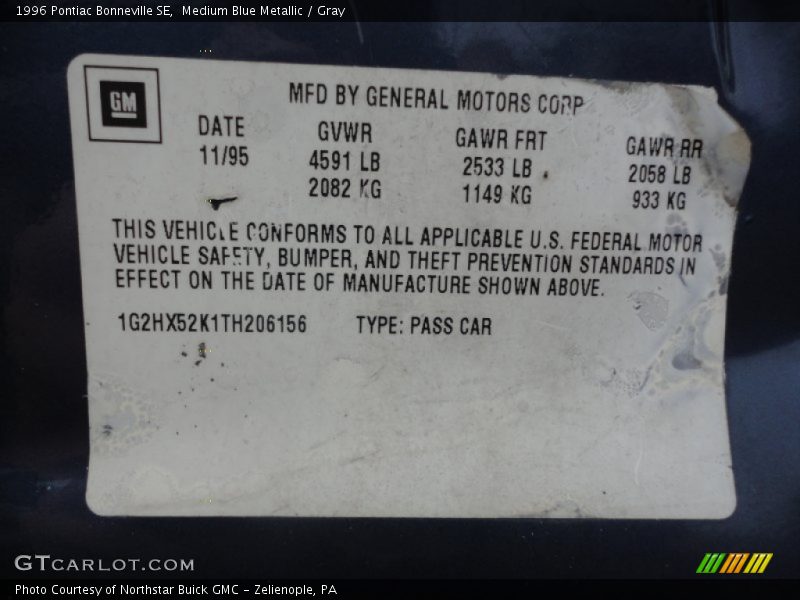 1996 Pontiac Bonneville SE, Medium Blue Metallic / Gray
GM
MFD BY GENERAL MOTORS CORP
DATE GVWR GAWR FRT GAWR RR
11/95 4591 LB 2533 LB 2058 LB
2082 KG 1149 KG 933 KG
THIS VEHICLE CONFORMS TO ALL APPLICABLE U.S. FEDERAL MOTOR
VEHICLE SAFETY, BUMPER, AND THEFT PREVENTION STANDARDS IN
EFFECT ON THE DATE OF MANUFACTURE SHOWN ABOVE.
1G2HX52K1TH206156 TYPE: PASS CAR
GTCARLOT.COM
Photo Courtesy of Northstar Buick GMC - Zelienople, PA